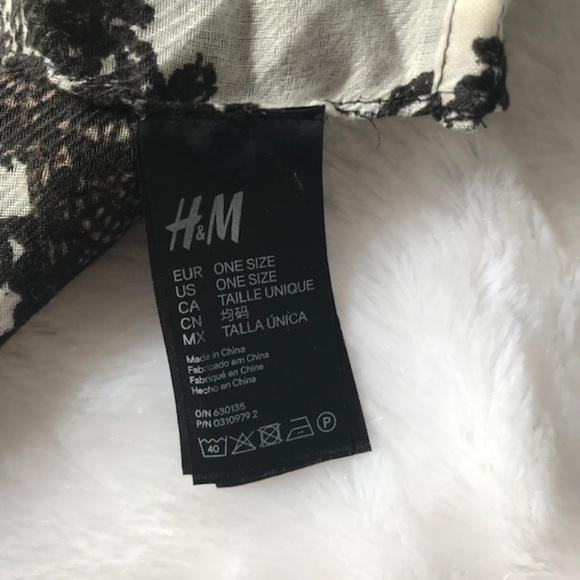 H&M
EUR ONE SIZE
US ONE SIZE
CA TAILLE UNIQUE
CN 均码
MX TALLA ÚNICA
Made in China
Fabricado em China
Fabriqué en Chine
Hecho en China
O/N 630135
P/N 0310979 2
40 P